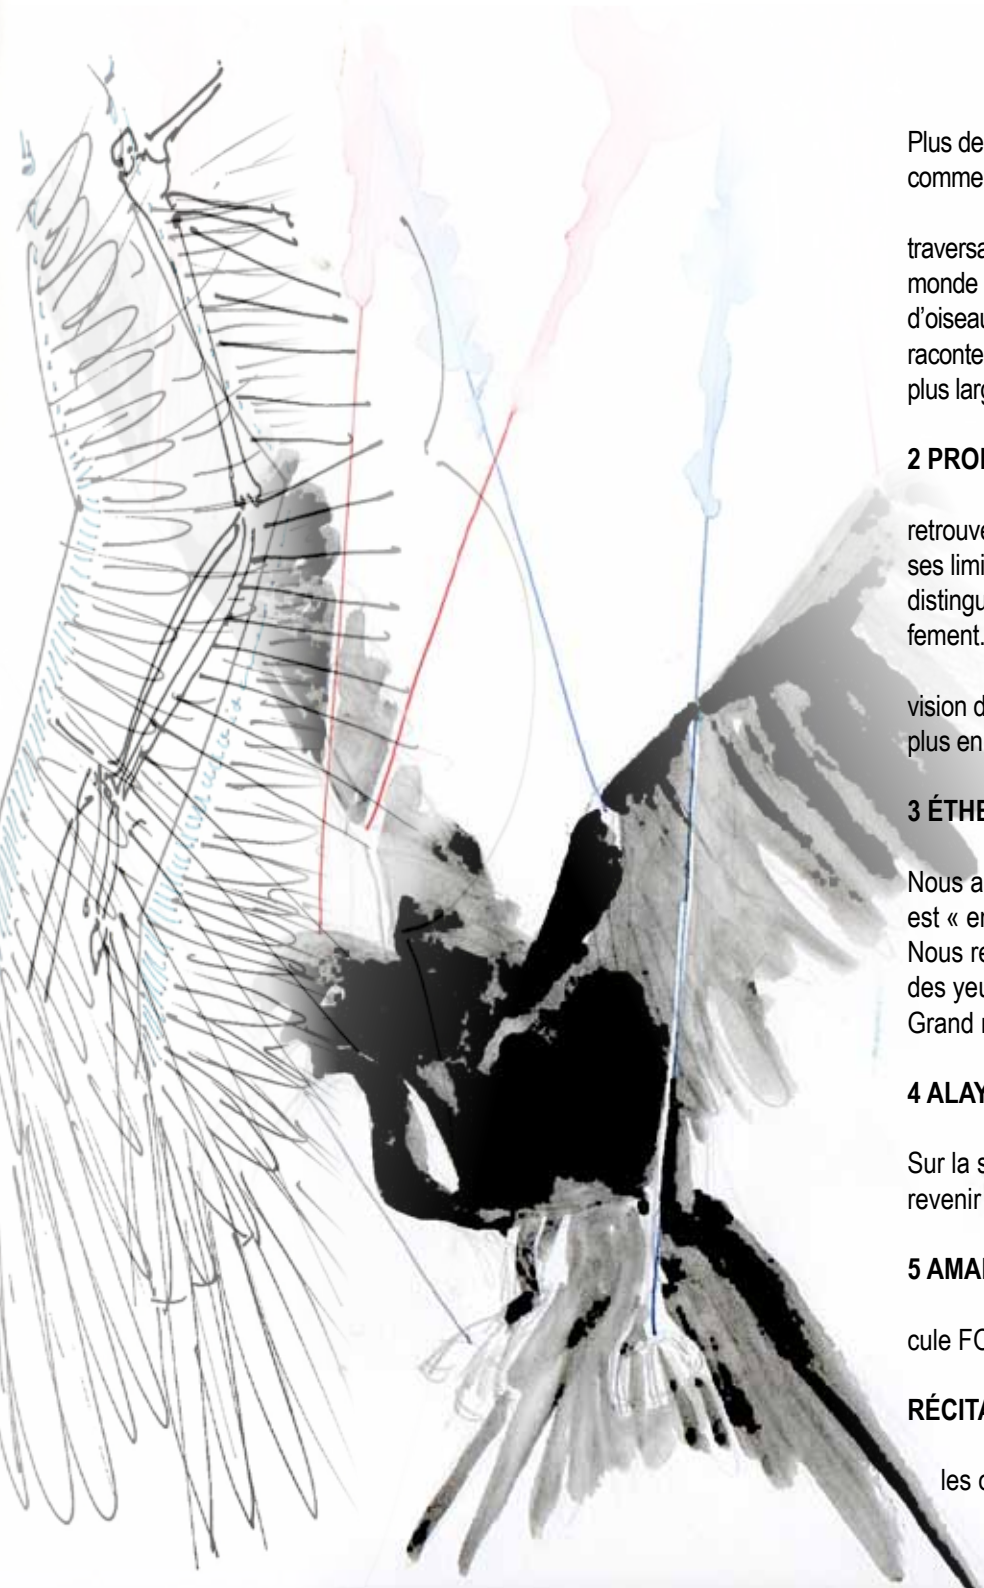 Plus de
comme
traversa
monde
d'oiseau
raconte
plus larg
2 PROI
retrouve
ses limi
distingu
fement.
vision d
plus en
3 ÉTHE
Nous a
est « en
Nous re
des yeu
Grand r
4 ALAY
Sur la s
revenir
5 AMAI
cule FO
RÉCITA
les d